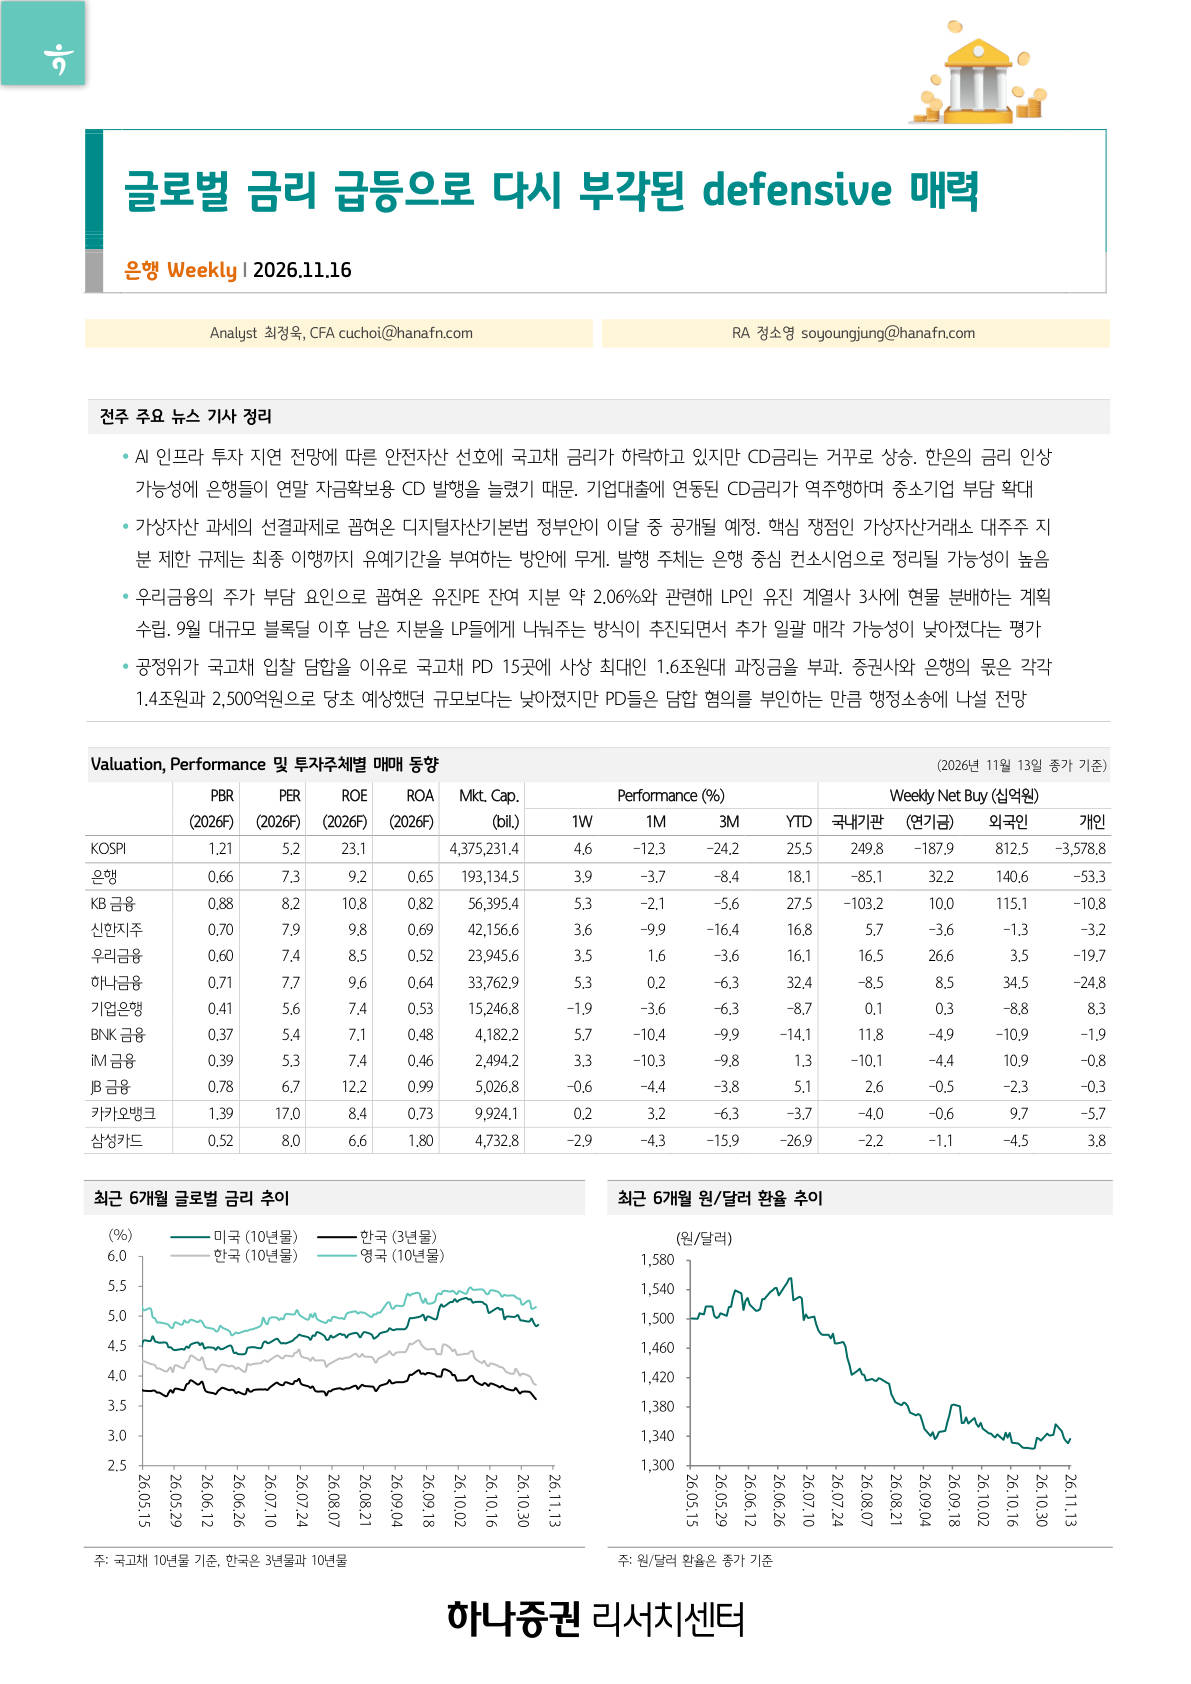 글로벌 금리 급등으로 다시 부각된 defensive 매력
은행 Weekly | 2026.11.16
Analyst 최정욱, CFA cuchoi@hanafn.com
RA 정소영 soyoungjung@hanafn.com
전주 주요 뉴스 기사 정리
• AI 인프라 투자 지연 전망에 따른 안전자산 선호에 국고채 금리가 하락하고 있지만 CD금리는 거꾸로 상승. 한은의 금리 인상
가능성에 은행들이 연말 자금확보용 CD 발행을 늘렸기 때문. 기업대출에 연동된 CD금리가 역주행하며 중소기업 부담 확대
• 가상자산 과세의 선결과제로 꼽혀온 디지털자산기본법 정부안이 이달 중 공개될 예정. 핵심 쟁점인 가상자산거래소 대주주 지
분 제한 규제는 최종 이행까지 유예기간을 부여하는 방안에 무게. 발행 주체는 은행 중심 컨소시엄으로 정리될 가능성이 높음
• 우리금융의 주가 부담 요인으로 꼽혀온 유진PE 잔여 지분 약 2.06%와 관련해 LP인 유진 계열사 3사에 현물 분배하는 계획
수립. 9월 대규모 블록딜 이후 남은 지분을 LP들에게 나눠주는 방식이 추진되면서 추가 일괄 매각 가능성이 낮아졌다는 평가
• 공정위가 국고채 입찰 담합을 이유로 국고채 PD 15곳에 사상 최대인 1.6조원대 과징금을 부과. 증권사와 은행의 몫은 각각
1.4조원과 2,500억원으로 당초 예상했던 규모보다는 낮아졌지만 PD들은 담합 혐의를 부인하는 만큼 행정소송에 나설 전망
Valuation, Performance 및 투자주체별 매매 동향 (2026년 11월 13일 종가 기준)
PBR PER ROE ROA Mkt. Cap. Performance (%) Weekly Net Buy (십억원)
(2026F) (2026F) (2026F) (2026F) (bil.) 1W 1M 3M YTD 국내기관 (연기금) 외국인 개인
KOSPI 1.21 5.2 23.1 4,375,231.4 4.6 -12.3 -24.2 25.5 249.8 -187.9 812.5 -3,578.8
은행 0.66 7.3 9.2 0.65 193,134.5 3.9 -3.7 -8.4 18.1 -85.1 32.2 140.6 -53.3
KB 금융 0.88 8.2 10.8 0.82 56,395.4 5.3 -2.1 -5.6 27.5 -103.2 10.0 115.1 -10.8
신한지주 0.70 7.9 9.8 0.69 42,156.6 3.6 -9.9 -16.4 16.8 5.7 -3.6 -1.3 -3.2
우리금융 0.60 7.4 8.5 0.52 23,945.6 3.5 1.6 -3.6 16.1 16.5 26.6 3.5 -19.7
하나금융 0.71 7.7 9.6 0.64 33,762.9 5.3 0.2 -6.3 32.4 -8.5 8.5 34.5 -24.8
기업은행 0.41 5.6 7.4 0.53 15,246.8 -1.9 -3.6 -6.3 -8.7 0.1 0.3 -8.8 8.3
BNK 금융 0.37 5.4 7.1 0.48 4,182.2 5.7 -10.4 -9.9 -14.1 11.8 -4.9 -10.9 -1.9
iM 금융 0.39 5.3 7.4 0.46 2,494.2 3.3 -10.3 -9.8 1.3 -10.1 -4.4 10.9 -0.8
JB 금융 0.78 6.7 12.2 0.99 5,026.8 -0.6 -4.4 -3.8 5.1 2.6 -0.5 -2.3 -0.3
카카오뱅크 1.39 17.0 8.4 0.73 9,924.1 0.2 3.2 -6.3 -3.7 -4.0 -0.6 9.7 -5.7
삼성카드 0.52 8.0 6.6 1.80 4,732.8 -2.9 -4.3 -15.9 -26.9 -2.2 -1.1 -4.5 3.8
최근 6개월 글로벌 금리 추이
(%)
미국 (10년물) 한국 (3년물)
한국 (10년물) 영국 (10년물)
6.0
5.5
5.0
4.5
4.0
3.5
3.0
2.5
26.05.15 26.05.29 26.06.12 26.06.26 26.07.10 26.07.24 26.08.07 26.08.21 26.09.04 26.09.18 26.10.02 26.10.16 26.10.30 26.11.13
주: 국고채 10년물 기준, 한국은 3년물과 10년물
최근 6개월 원/달러 환율 추이
(원/달러)
1,580
1,540
1,500
1,460
1,420
1,380
1,340
1,300
26.05.15 26.05.29 26.06.12 26.06.26 26.07.10 26.07.24 26.08.07 26.08.21 26.09.04 26.09.18 26.10.02 26.10.16 26.10.30 26.11.13
주: 원/달러 환율은 종가 기준
하나증권 리서치센터